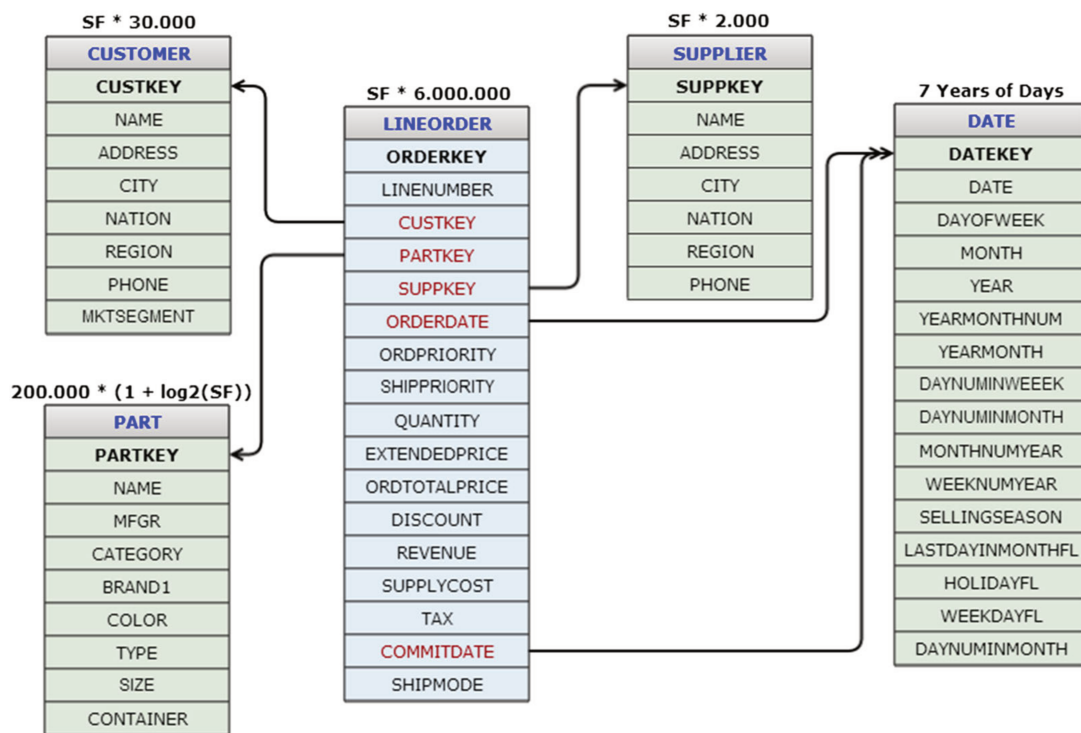 SF * 30.000
CUSTOMER
CUSTKEY
NAME
ADDRESS
CITY
NATION
REGION
PHONE
MKTSEGMENT
200.000 * (1 + log2(SF))
PART
PARTKEY
NAME
MFGR
CATEGORY
BRAND1
COLOR
TYPE
SIZE
CONTAINER
SF * 6.000.000
LINEORDER
ORDERKEY
LINENUMBER
CUSTKEY
PARTKEY
SUPPKEY
ORDERDATE
ORDPRIORITY
SHIPPRIORITY
QUANTITY
EXTENDEDPRICE
ORDTOTALPRICE
DISCOUNT
REVENUE
SUPPLYCOST
TAX
COMMITDATE
SHIPMODE
SF * 2.000
SUPPLIER
SUPPKEY
NAME
ADDRESS
CITY
NATION
REGION
PHONE
7 Years of Days
DATE
DATEKEY
DATE
DAYOFWEEK
MONTH
YEAR
YEARMONTHNUM
YEARMONTH
DAYNUMINWEEEK
DAYNUMINMONTH
MONTHNUMYEAR
WEEKNUMYEAR
SELLINGSEASON
LASTDAYINMONTHFL
HOLIDAYFL
WEEKDAYFL
DAYNUMINMONTH